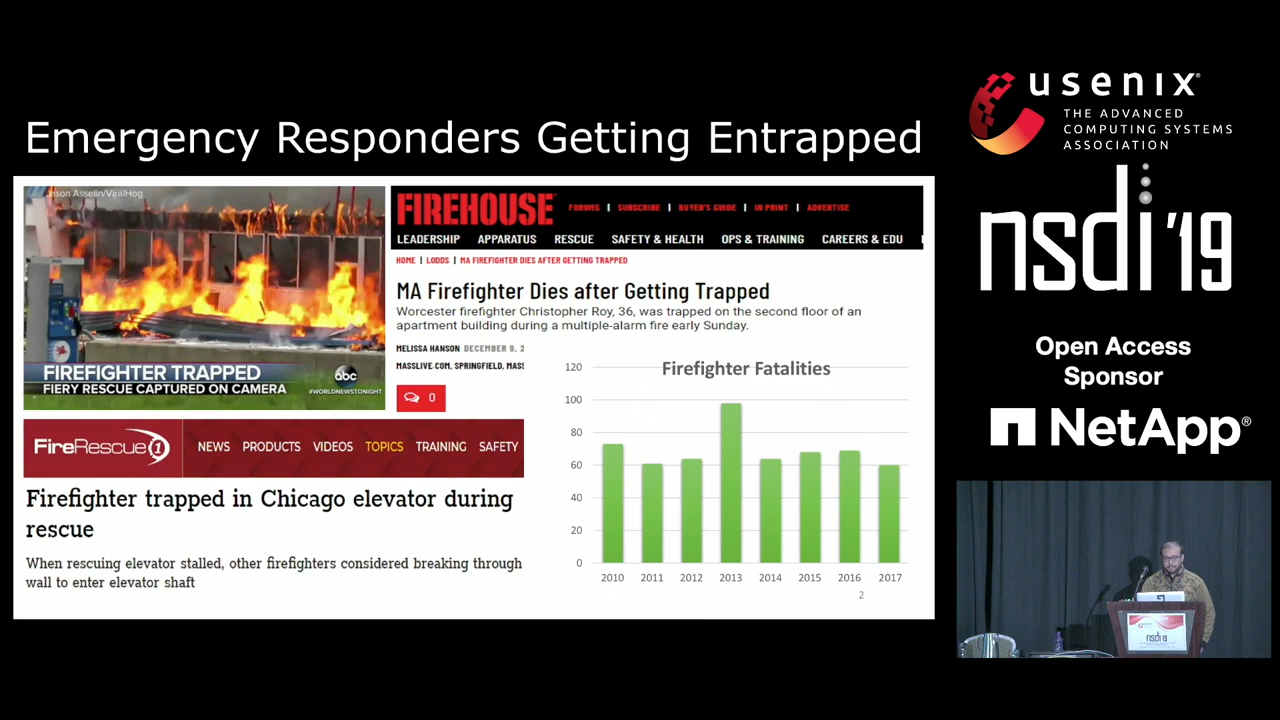 Emergency Responders Getting Entrapped
Jason Asselin/ViralHog
FIREFIGHTER TRAPPED
FIERY RESCUE CAPTURED ON CAMERA
abc
#WORLDNEWSTONIGHT
FIREHOUSE
FORUMS | SUBSCRIBE | BUYER'S GUIDE | IN PRINT | ADVERTISE
LEADERSHIP APPARATUS RESCUE SAFETY & HEALTH OPS & TRAINING CAREERS & EDU
HOME | LODDS | MA FIREFIGHTER DIES AFTER GETTING TRAPPED
MA Firefighter Dies after Getting Trapped
Worcester firefighter Christopher Roy, 36, was trapped on the second floor of an
apartment building during a multiple-alarm fire early Sunday.
MELISSA HANSON DECEMBER 9, 2
MASSLIVE.COM, SPRINGFIELD, MASS
0
FireRescue1
NEWS PRODUCTS VIDEOS TOPICS TRAINING SAFETY
Firefighter trapped in Chicago elevator during
rescue
When rescuing elevator stalled, other firefighters considered breaking through
wall to enter elevator shaft
Firefighter Fatalities
120
100
80
60
40
20
0
2010 2011 2012 2013 2014 2015 2016 2017
2
usenix®
THE ADVANCED
COMPUTING SYSTEMS
ASSOCIATION
nsdi '19
Open Access
Sponsor
NetApp®
usenix
nsdi 19